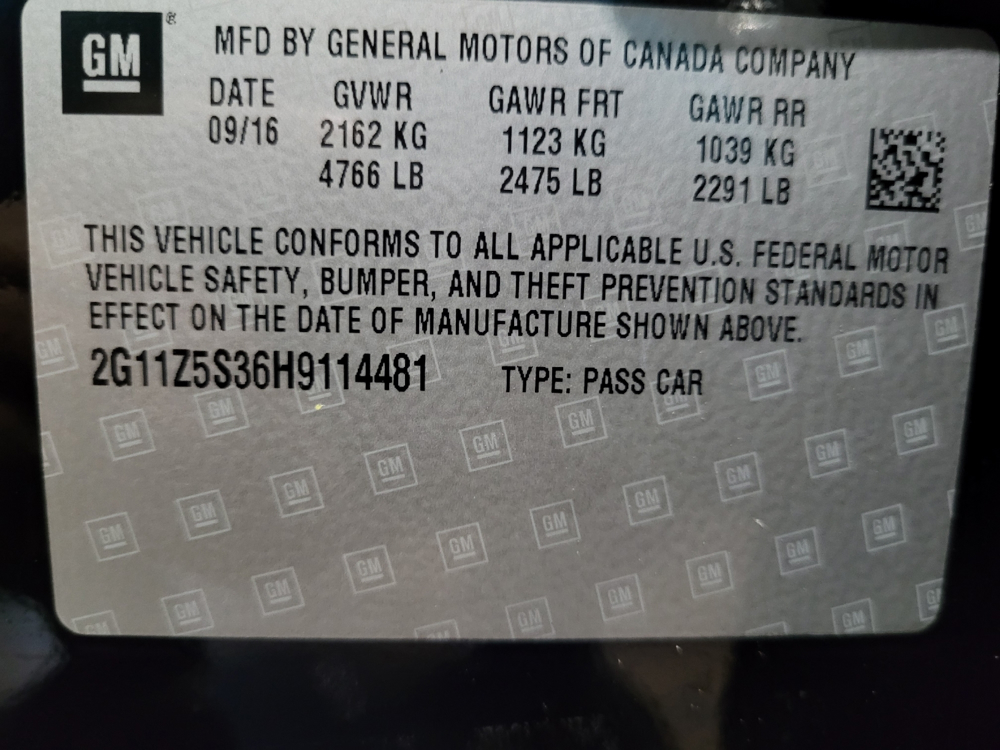 GM ®
MFD BY GENERAL MOTORS OF CANADA COMPANY
DATE GVWR GAWR FRT GAWR RR
09/16 2162 KG 1123 KG 1039 KG
4766 LB 2475 LB 2291 LB
THIS VEHICLE CONFORMS TO ALL APPLICABLE U.S. FEDERAL MOTOR
VEHICLE SAFETY, BUMPER, AND THEFT PREVENTION STANDARDS IN
EFFECT ON THE DATE OF MANUFACTURE SHOWN ABOVE.
2G11Z5S36H9114481 TYPE: PASS CAR